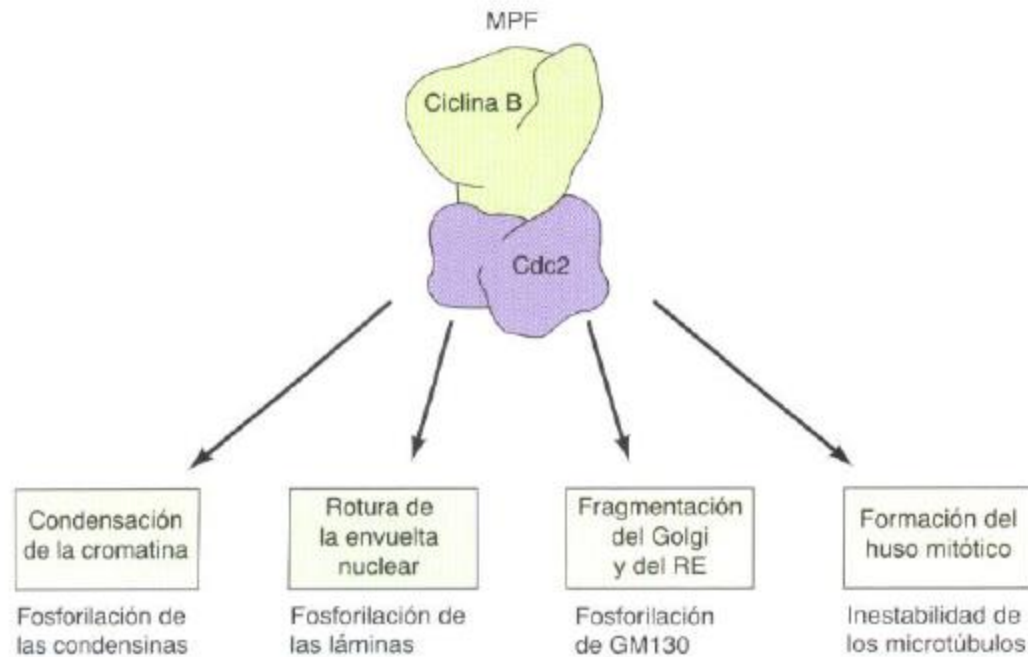 MPF
Ciclina B
Cdc2
Condensación
de la cromatina
Rotura de
la envuelta
nuclear
Fragmentación
del Golgi
y del RE
Formación del
huso mitótico
Fosforilación de
las condensinas
Fosforilación de
las láminas
Fosforilación
de GM130
Inestabilidad de
los microtúbulos